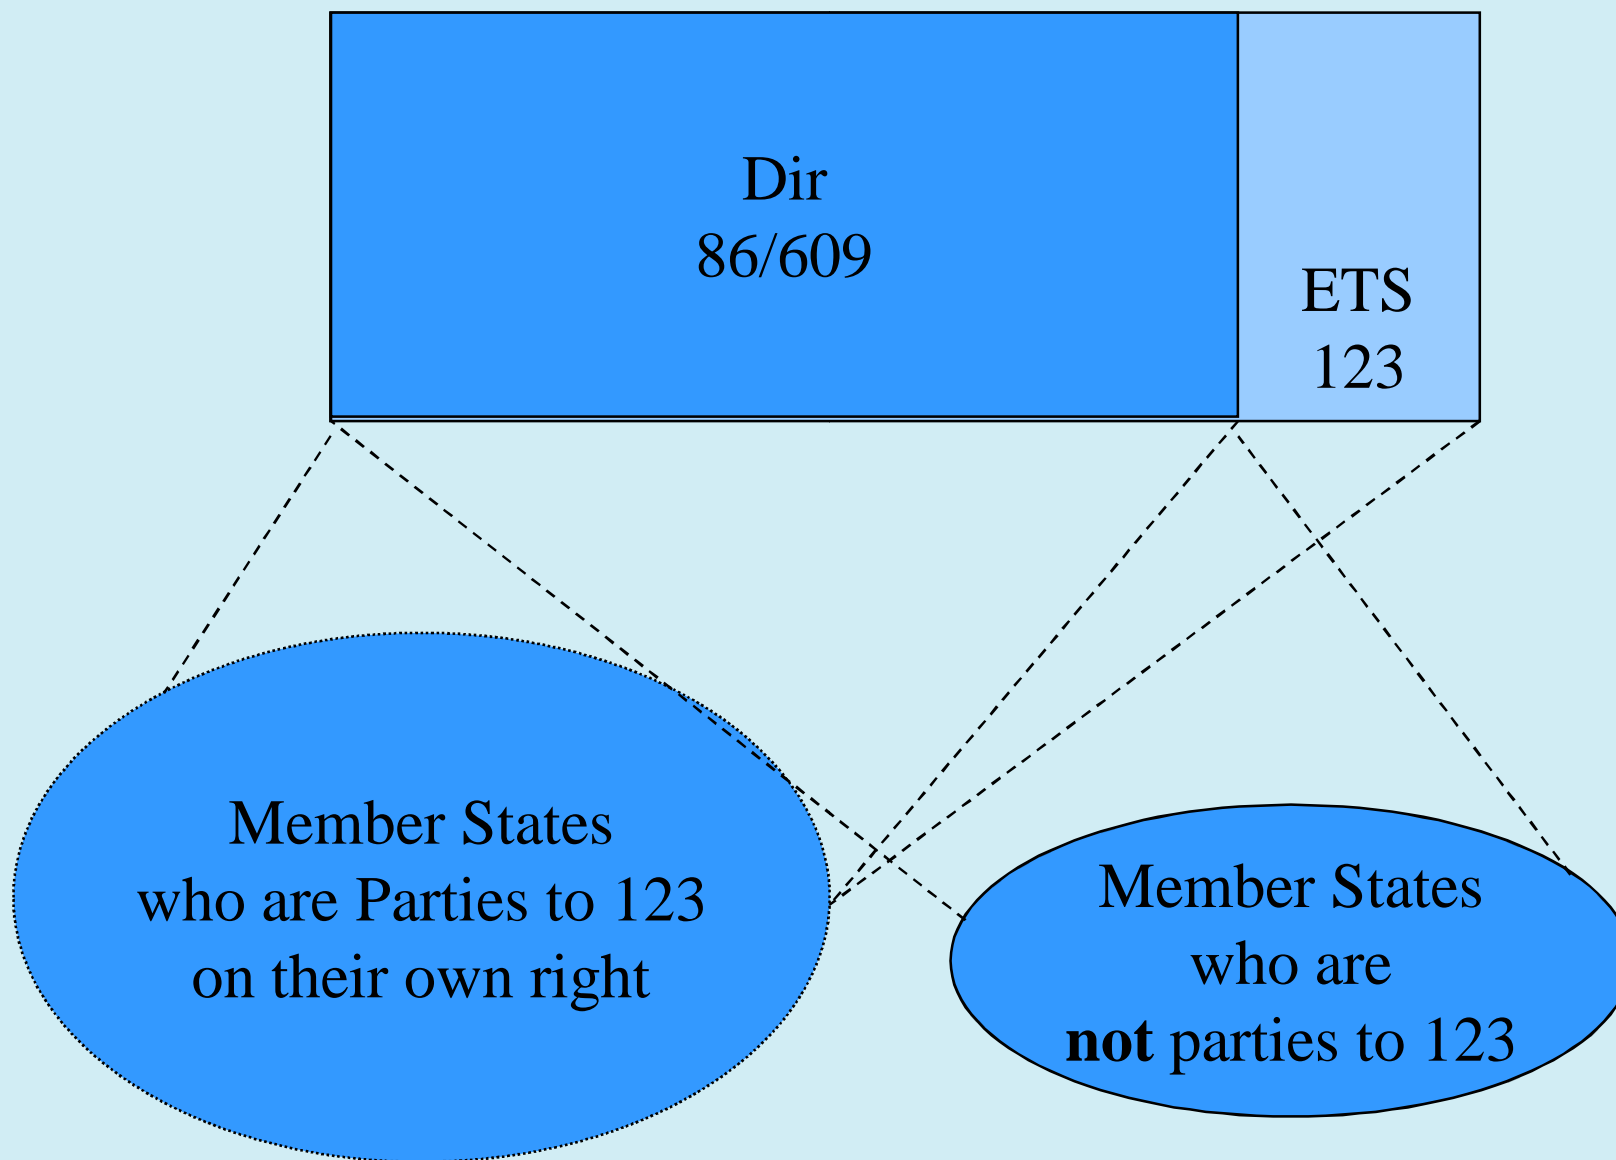 Dir
86/609
ETS
123
Member States
who are Parties to 123
on their own right
Member States
who are
not parties to 123